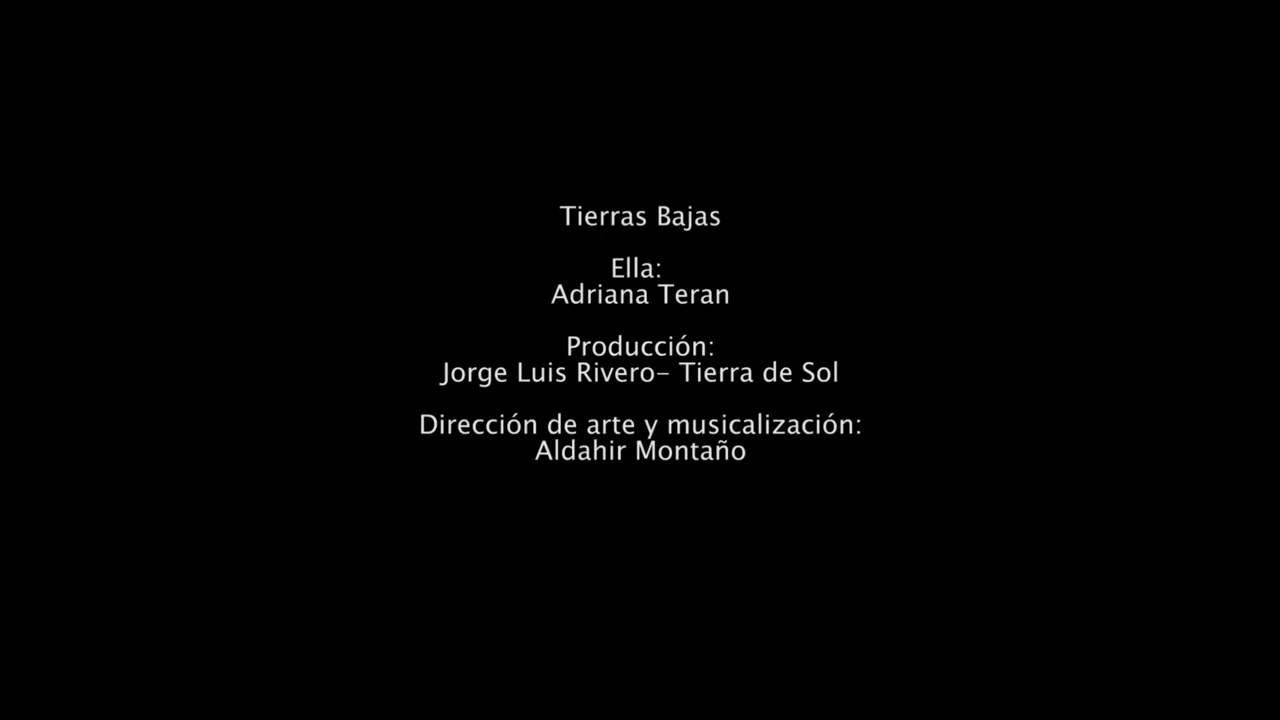 Tierras Bajas
Ella:
Adriana Teran
Producción:
Jorge Luis Rivero- Tierra de Sol
Dirección de arte y musicalización:
Aldahir Montaño